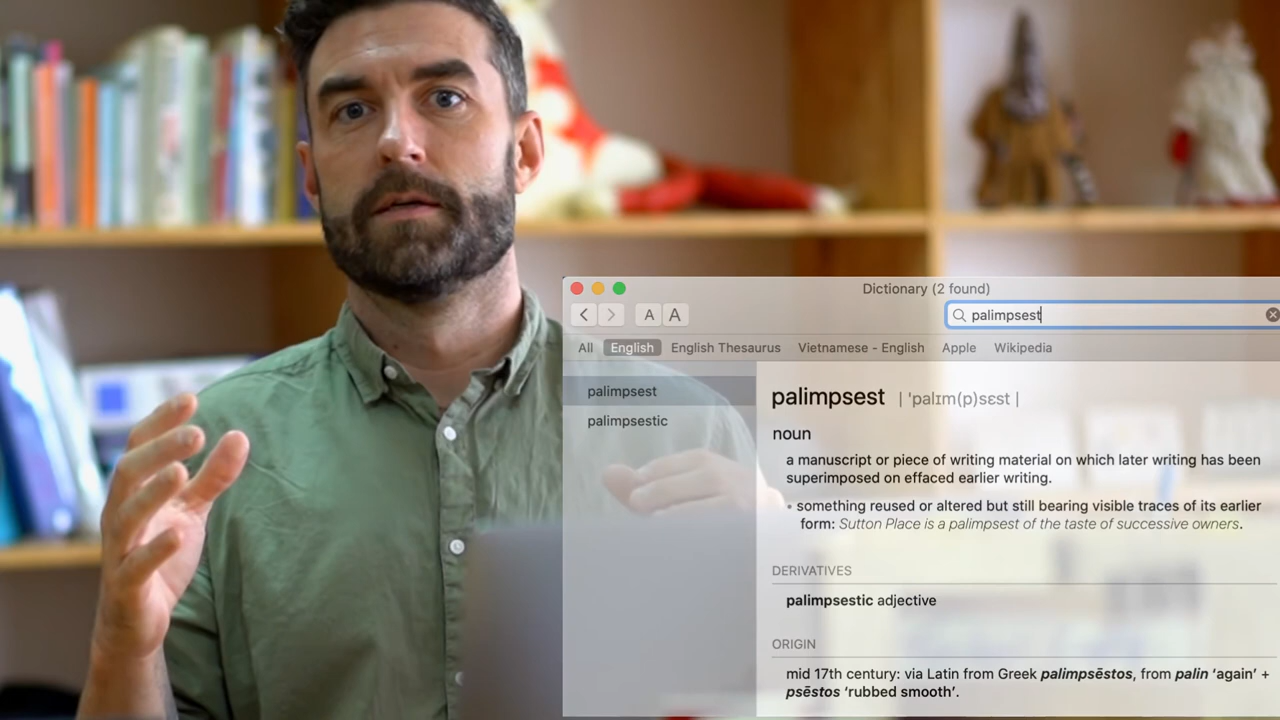 Dictionary (2 found)
A A
palimpsest
All English English Thesaurus Vietnamese - English Apple Wikipedia
palimpsest
palimpsestic
palimpsest | ˈpalɪm(p)sɛst |
noun
a manuscript or piece of writing material on which later writing has been
superimposed on effaced earlier writing.
• something reused or altered but still bearing visible traces of its earlier
form: Sutton Place is a palimpsest of the taste of successive owners.
DERIVATIVES
palimpsestic adjective
ORIGIN
mid 17th century: via Latin from Greek palimpsēstos, from palin ‘again’ +
psēstos ‘rubbed smooth’.